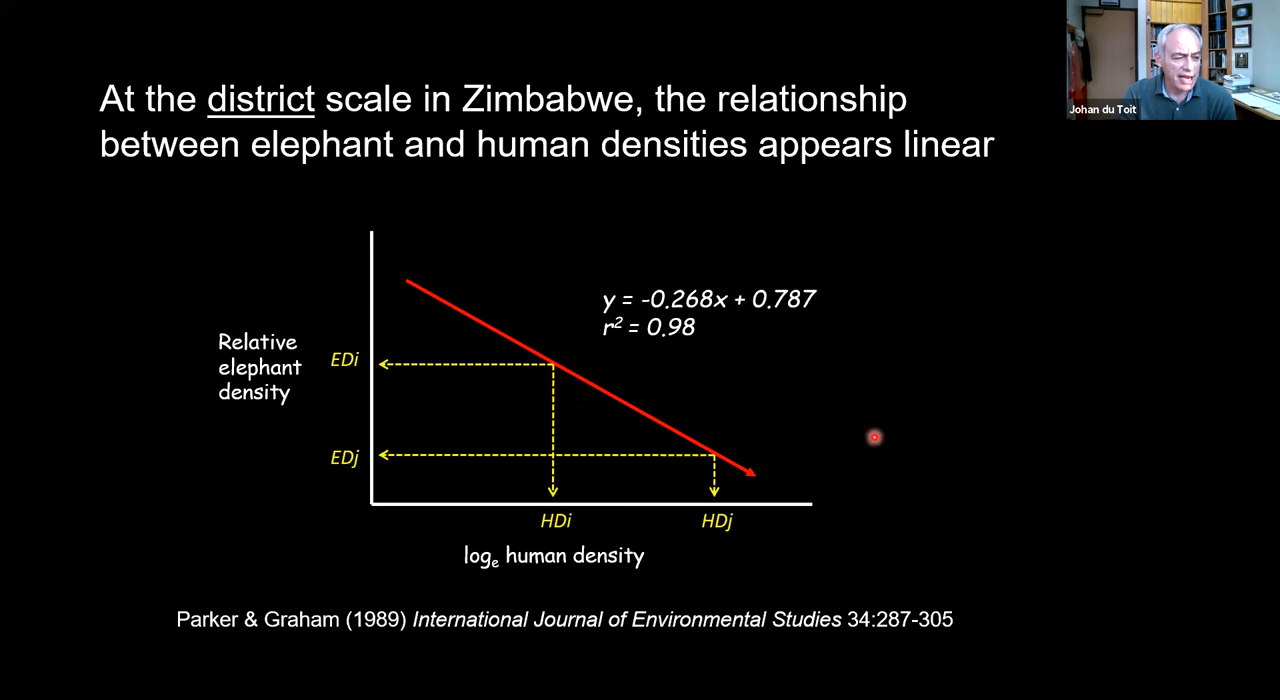 At the district scale in Zimbabwe, the relationship
between elephant and human densities appears linear
Johan du Toit
y = -0.268x + 0.787
r² = 0.98
Relative
elephant
density
EDi
EDj
HDi
HDj
logₑ human density
Parker & Graham (1989) International Journal of Environmental Studies 34:287-305